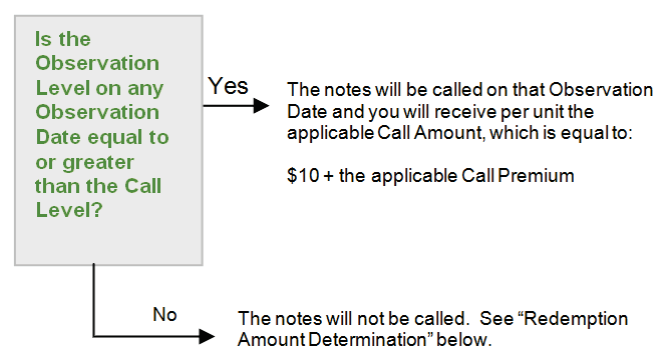 Is the
Observation
Level on any
Observation
Date equal to
or greater
than the Call
Level?
Yes
The notes will be called on that Observation
Date and you will receive per unit the
applicable Call Amount, which is equal to:
$10 + the applicable Call Premium
No
The notes will not be called. See “Redemption
Amount Determination” below.